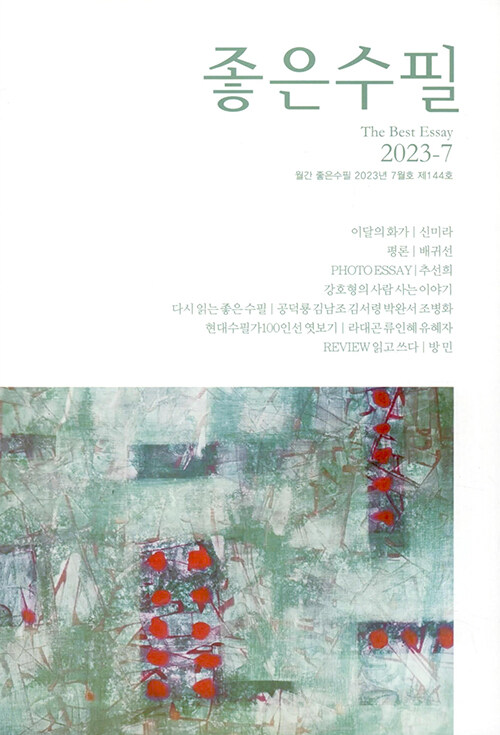 좋은수필
The Best Essay
2023-7
월간 좋은수필 2023년 7월호 제144호
이달의 화가 | 신미라
평론 | 배귀선
PHOTO ESSAY | 추선희
강호형의 사람 사는 이야기
다시 읽는 좋은 수필 | 공덕룡 김남조 김서령 박완서 조병화
현대수필가100인선 엿보기 | 라대곤 류인혜 유혜자
REVIEW 읽고 쓰다 | 방 민